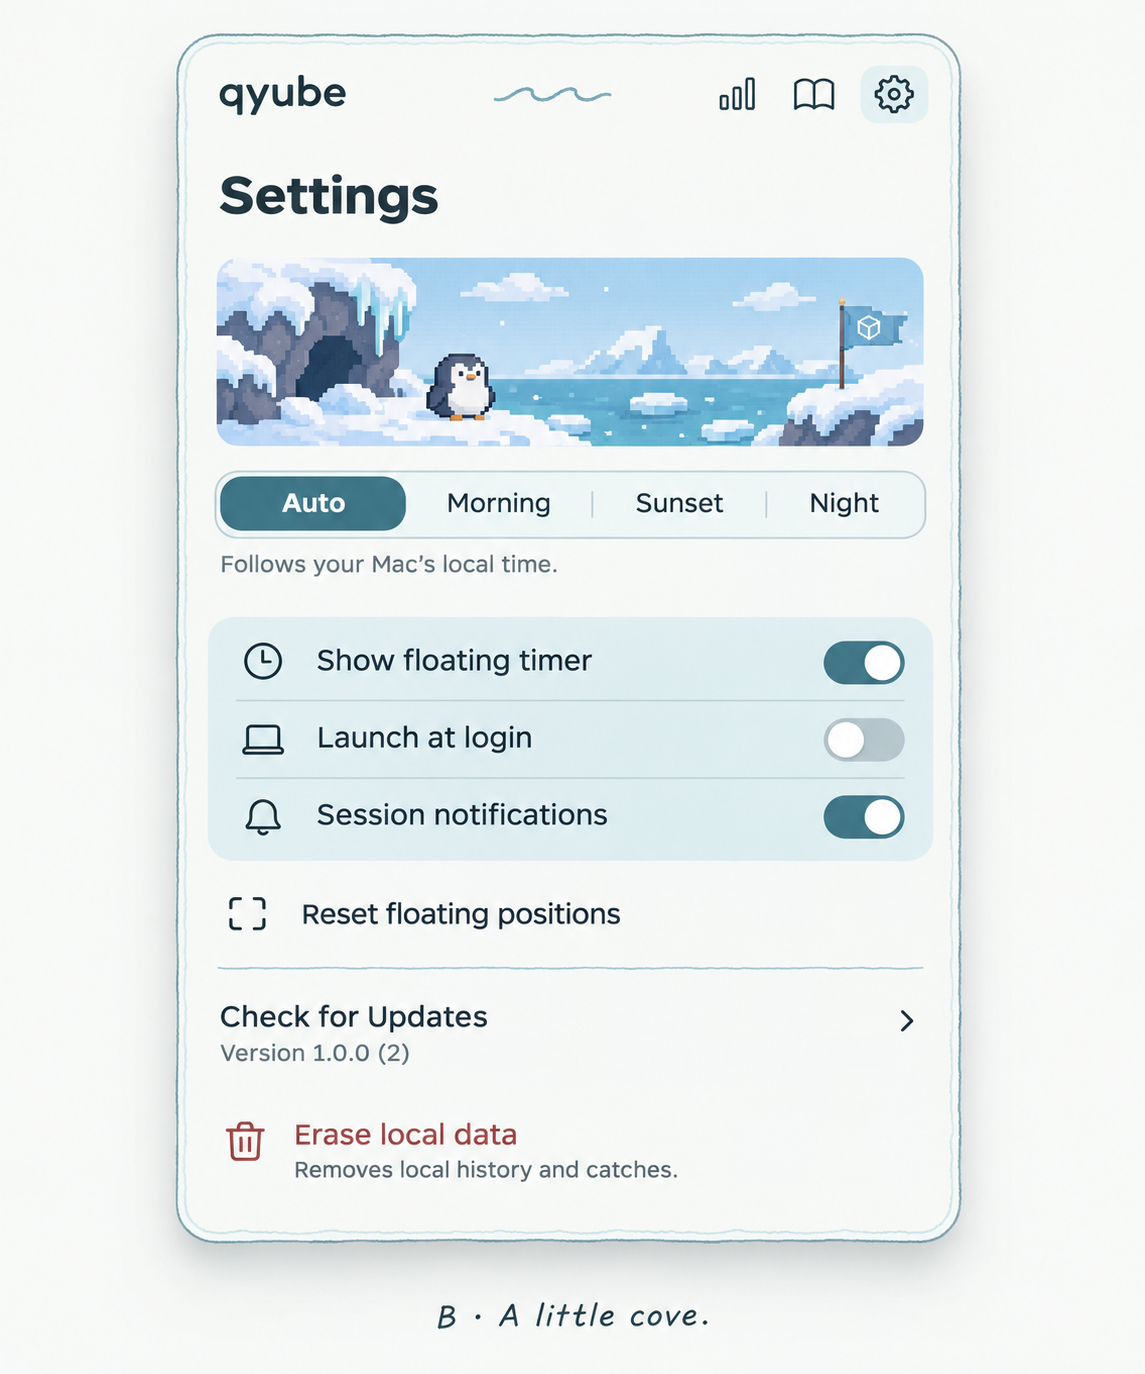 qyube
Settings
Auto
Morning
Sunset
Night
Follows your Mac’s local time.
Show floating timer
Launch at login
Session notifications
Reset floating positions
Check for Updates
Version 1.0.0 (2)
Erase local data
Removes local history and catches.
B · A little cove.